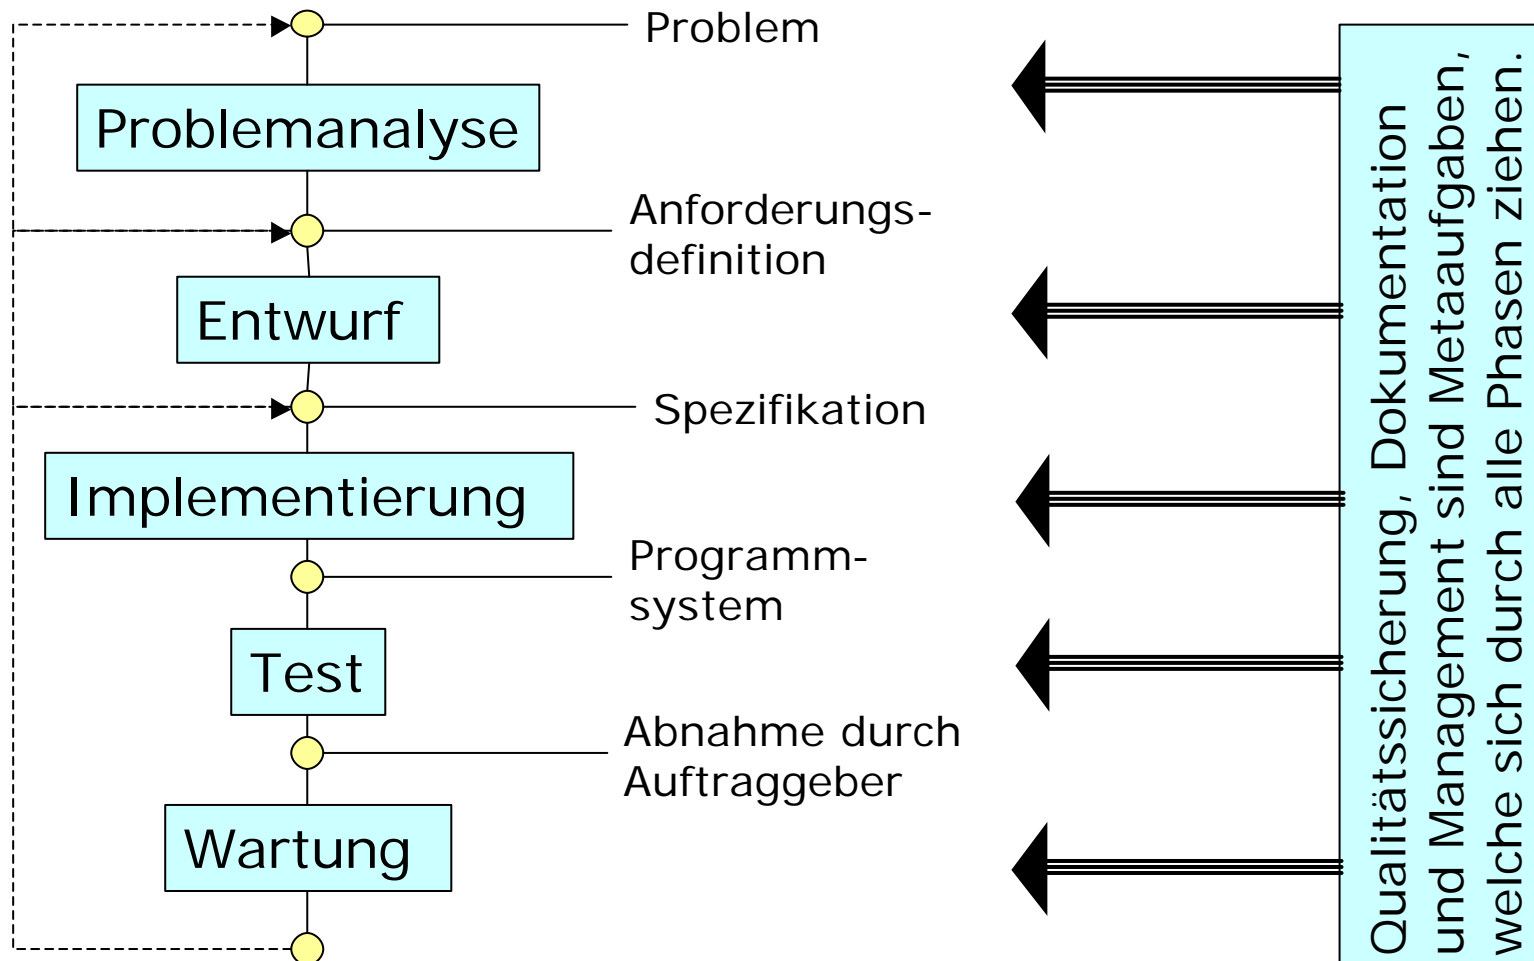 Problem
Problemanalyse
Anforderungs-
definition
Entwurf
Spezifikation
Implementierung
Programm-
system
Test
Abnahme durch
Auftraggeber
Wartung
Qualitätssicherung, Dokumentation
und Management sind Metaaufgaben,
welche sich durch alle Phasen ziehen.